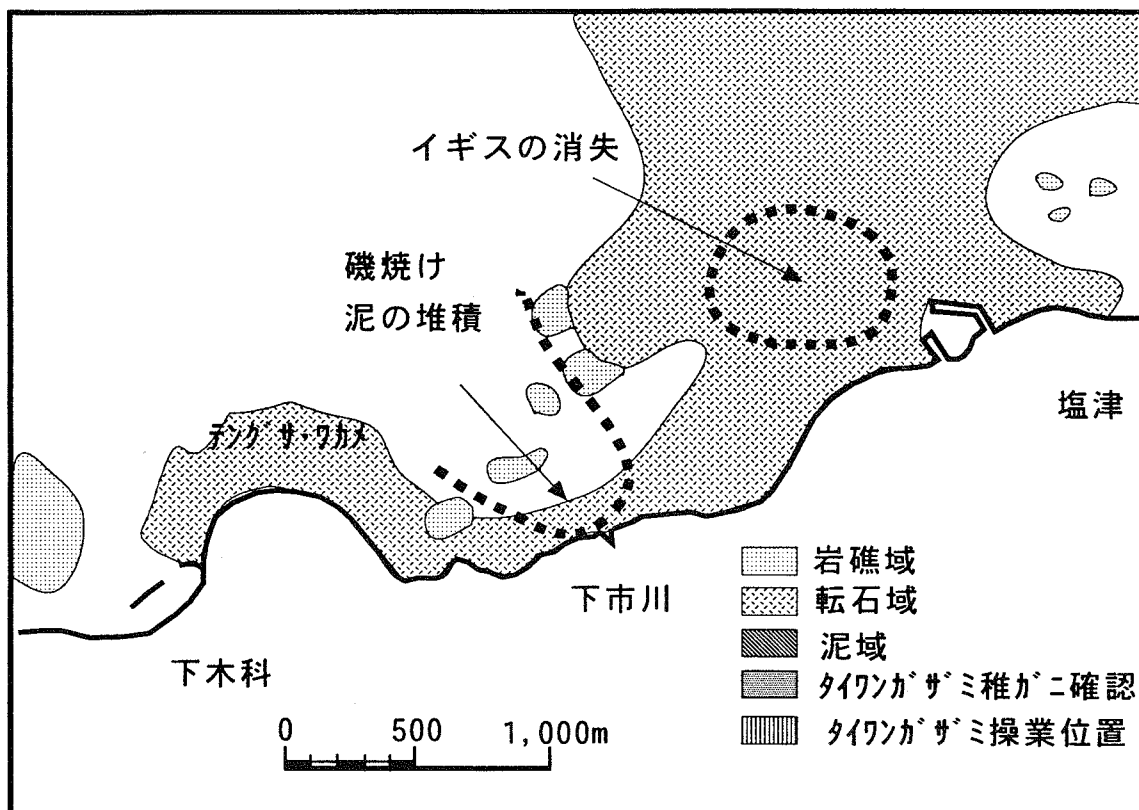 イギスの消失
磯焼け
泥の堆積
テングサ・ワカメ
塩津
下市川
下木科
岩礁域
転石域
泥域
タイワンガザミ稚ガニ確認
タイワンガザミ操業位置
0 500 1,000m